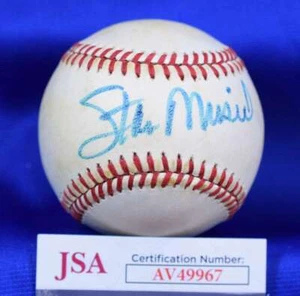 Stan Musial
JSA
Certification Number:
AV49967